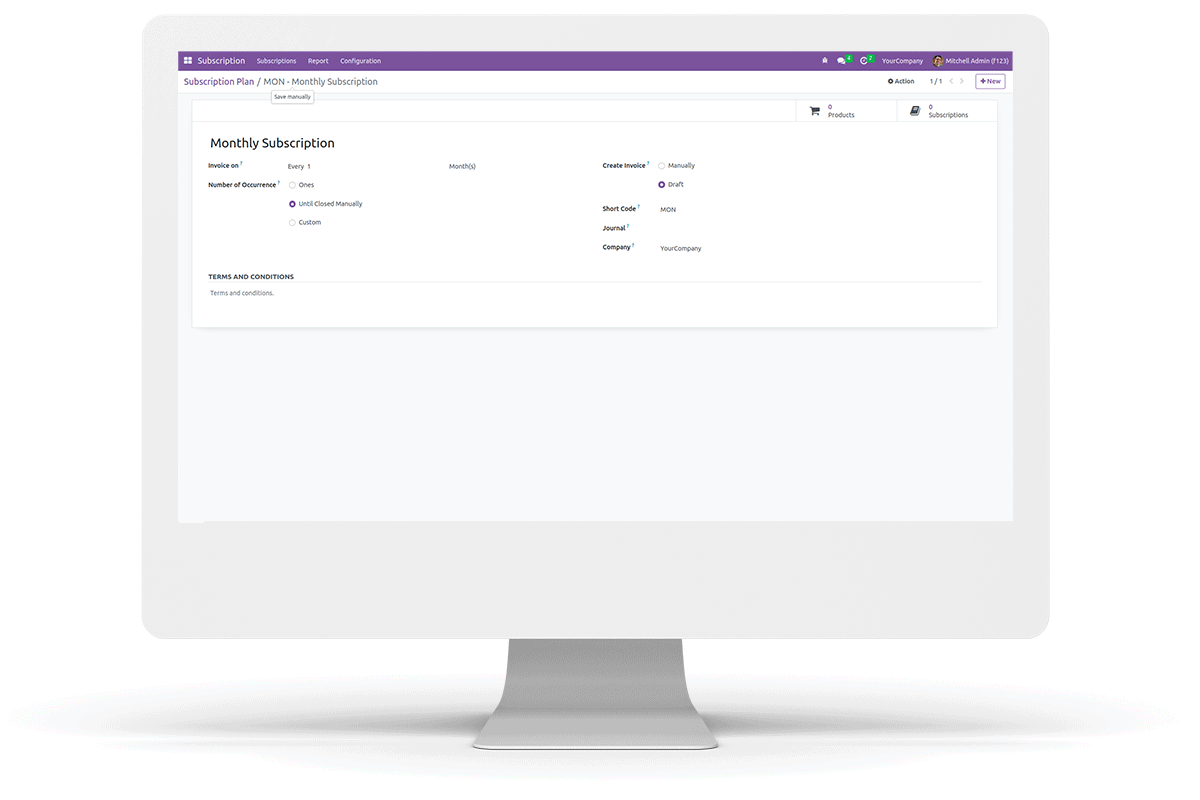 Subscription Subscriptions Report Configuration 4 2 YourCompany Mitchell Admin (f123)
Subscription Plan / MON - Monthly Subscription Action 1 / 1 New
Save manually
0 Products 0 Subscriptions
Monthly Subscription
Invoice on ? Every 1 Month(s) Create Invoice ? Manually
Number of Occurrence ? Ones Draft
Until Closed Manually Short Code ? MON
Custom
Journal ?
Company ? YourCompany
TERMS AND CONDITIONS
Terms and conditions.